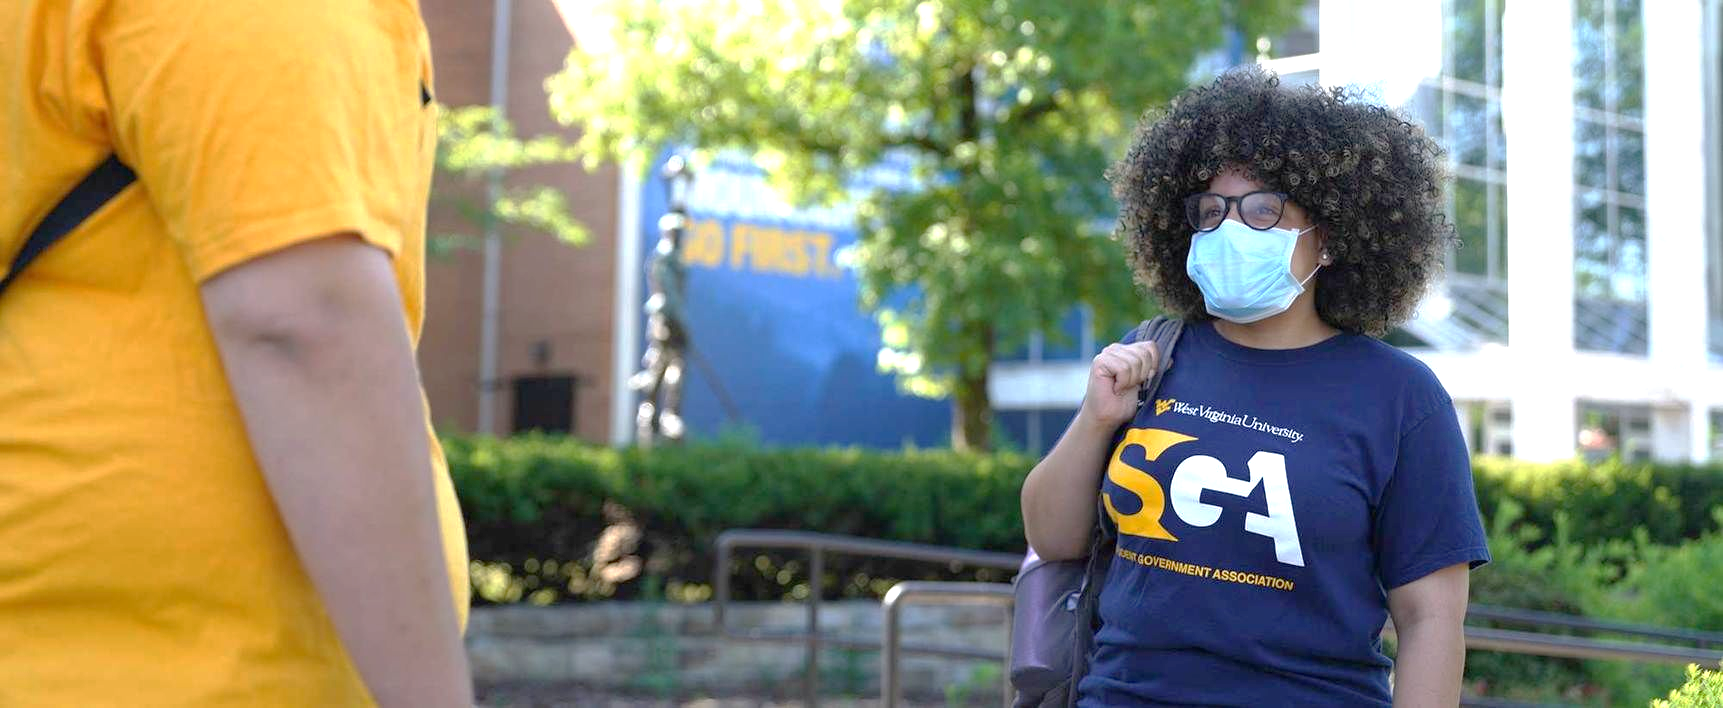 GO FIRST.
West Virginia University.
SGA
STUDENT GOVERNMENT ASSOCIATION